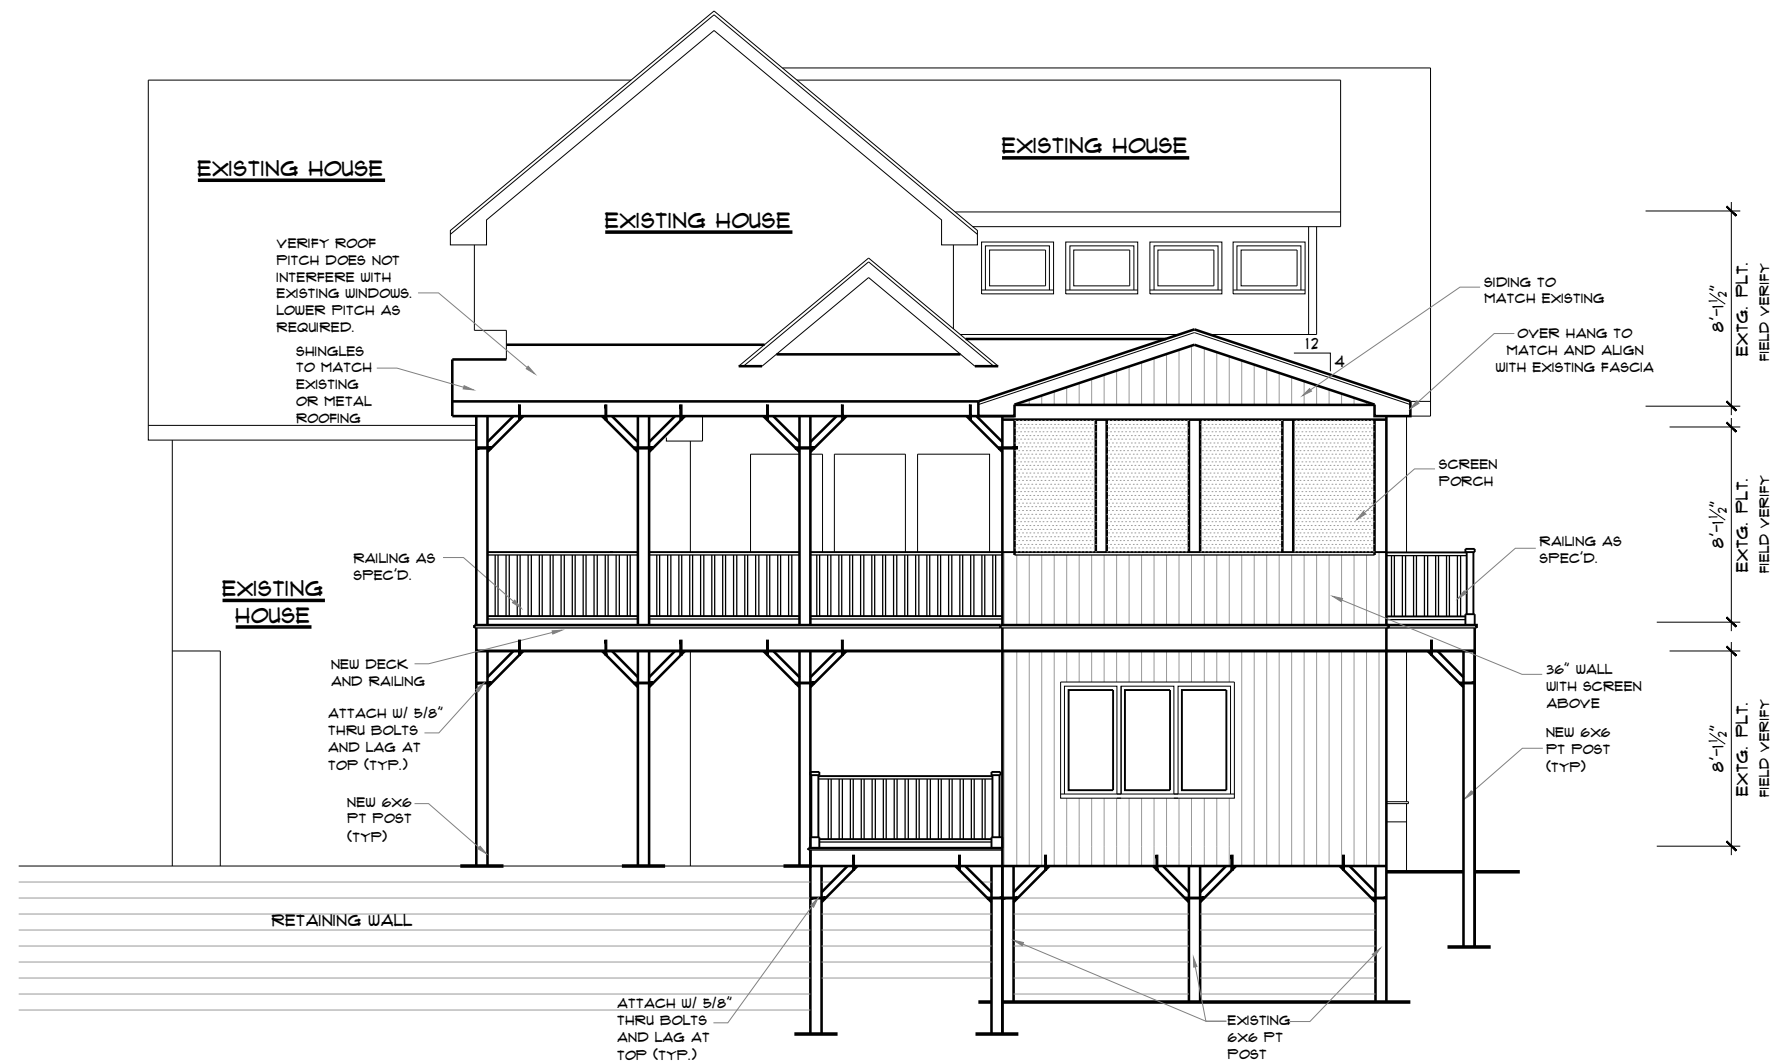 EXISTING HOUSE
EXISTING HOUSE
EXISTING HOUSE
VERIFY ROOF
PITCH DOES NOT
INTERFERE WITH
EXISTING WINDOWS.
LOWER PITCH AS
REQUIRED.
SHINGLES
TO MATCH
EXISTING
OR METAL
ROOFING
12
4
SIDING TO
MATCH EXISTING
OVER HANG TO
MATCH AND ALIGN
WITH EXISTING FASCIA
8'-1½"
EXTG. PLT.
FIELD VERIFY
SCREEN
PORCH
8'-1½"
EXTG. PLT.
FIELD VERIFY
RAILING AS
SPEC'D.
RAILING AS
SPEC'D.
EXISTING
HOUSE
NEW DECK
AND RAILING
ATTACH W/ 5/8"
THRU BOLTS
AND LAG AT
TOP (TYP.)
NEW 6X6
PT POST
(TYP)
36" WALL
WITH SCREEN
ABOVE
NEW 6X6
PT POST
(TYP)
8'-1½"
EXTG. PLT.
FIELD VERIFY
RETAINING WALL
ATTACH W/ 5/8"
THRU BOLTS
AND LAG AT
TOP (TYP.)
EXISTING
6X6 PT
POST